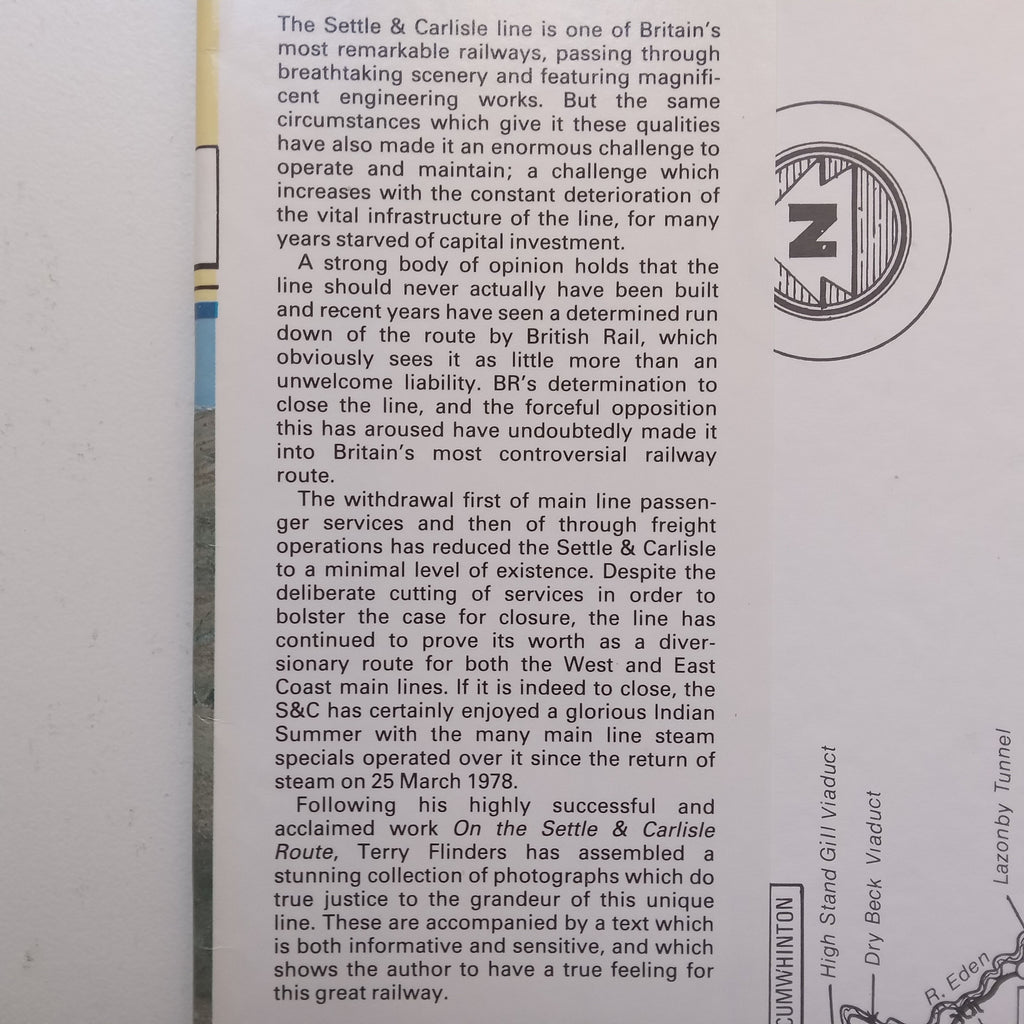 The Settle & Carlisle line is one of Britain's
most remarkable railways, passing through
breathtaking scenery and featuring magnifi-
cent engineering works. But the same
circumstances which give it these qualities
have also made it an enormous challenge to
operate and maintain; a challenge which
increases with the constant deterioration of
the vital infrastructure of the line, for many
years starved of capital investment.
A strong body of opinion holds that the
line should never actually have been built
and recent years have seen a determined run
down of the route by British Rail, which
obviously sees it as little more than an
unwelcome liability. BR's determination to
close the line, and the forceful opposition
this has aroused have undoubtedly made it
into Britain's most controversial railway
route.
The withdrawal first of main line passen-
ger services and then of through freight
operations has reduced the Settle & Carlisle
to a minimal level of existence. Despite the
deliberate cutting of services in order to
bolster the case for closure, the line has
continued to prove its worth as a diver-
sionary route for both the West and East
Coast main lines. If it is indeed to close, the
S&C has certainly enjoyed a glorious Indian
Summer with the many main line steam
specials operated over it since the return of
steam on 25 March 1978.
Following his highly successful and
acclaimed work On the Settle & Carlisle
Route, Terry Flinders has assembled a
stunning collection of photographs which do
true justice to the grandeur of this unique
line. These are accompanied by a text which
is both informative and sensitive, and which
shows the author to have a true feeling for
this great railway.
N
CUMWHINTON
High Stand Gill Viaduct
Dry Beck Viaduct
R. Eden
Lazonby Tunnel